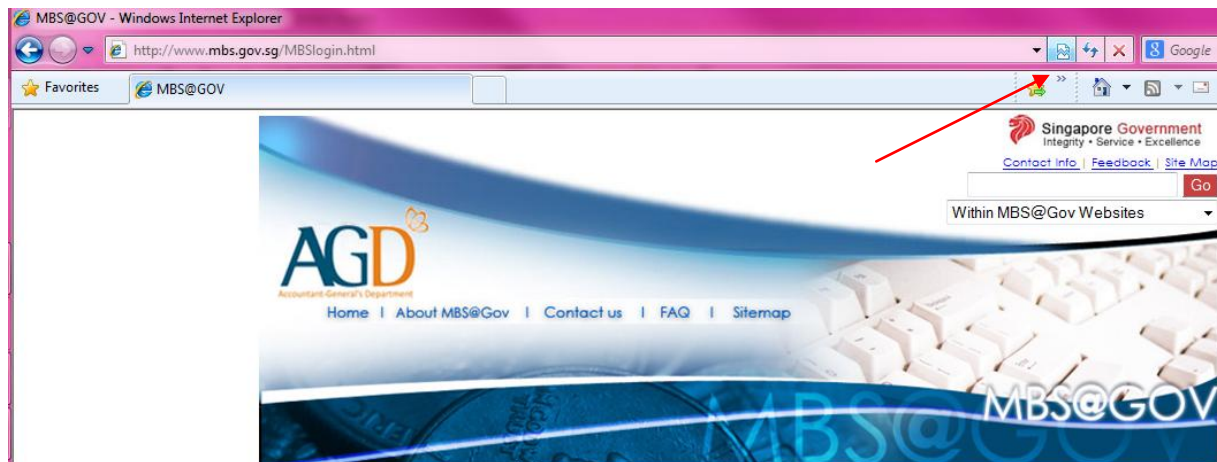 MBS@GOV - Windows Internet Explorer
http://www.mbs.gov.sg/MBSlogin.html
Google
Favorites
MBS@GOV
Singapore Government
Integrity • Service • Excellence
Contact Info | Feedback | Site Map
Go
Within MBS@Gov Websites
AGD
Accountant-General's Department
Home | About MBS@Gov | Contact us | FAQ | Sitemap
MBS@GOV
MBS@GOV